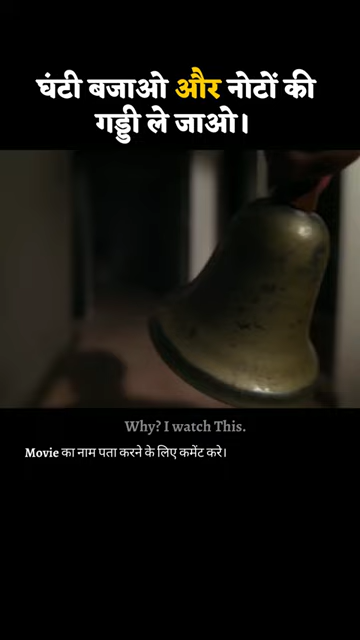 घंटी बजाओ और नोटों की
गड्डी ले जाओ।
Why? I watch This.
Movie का नाम पता करने के लिए कमेंट करे।